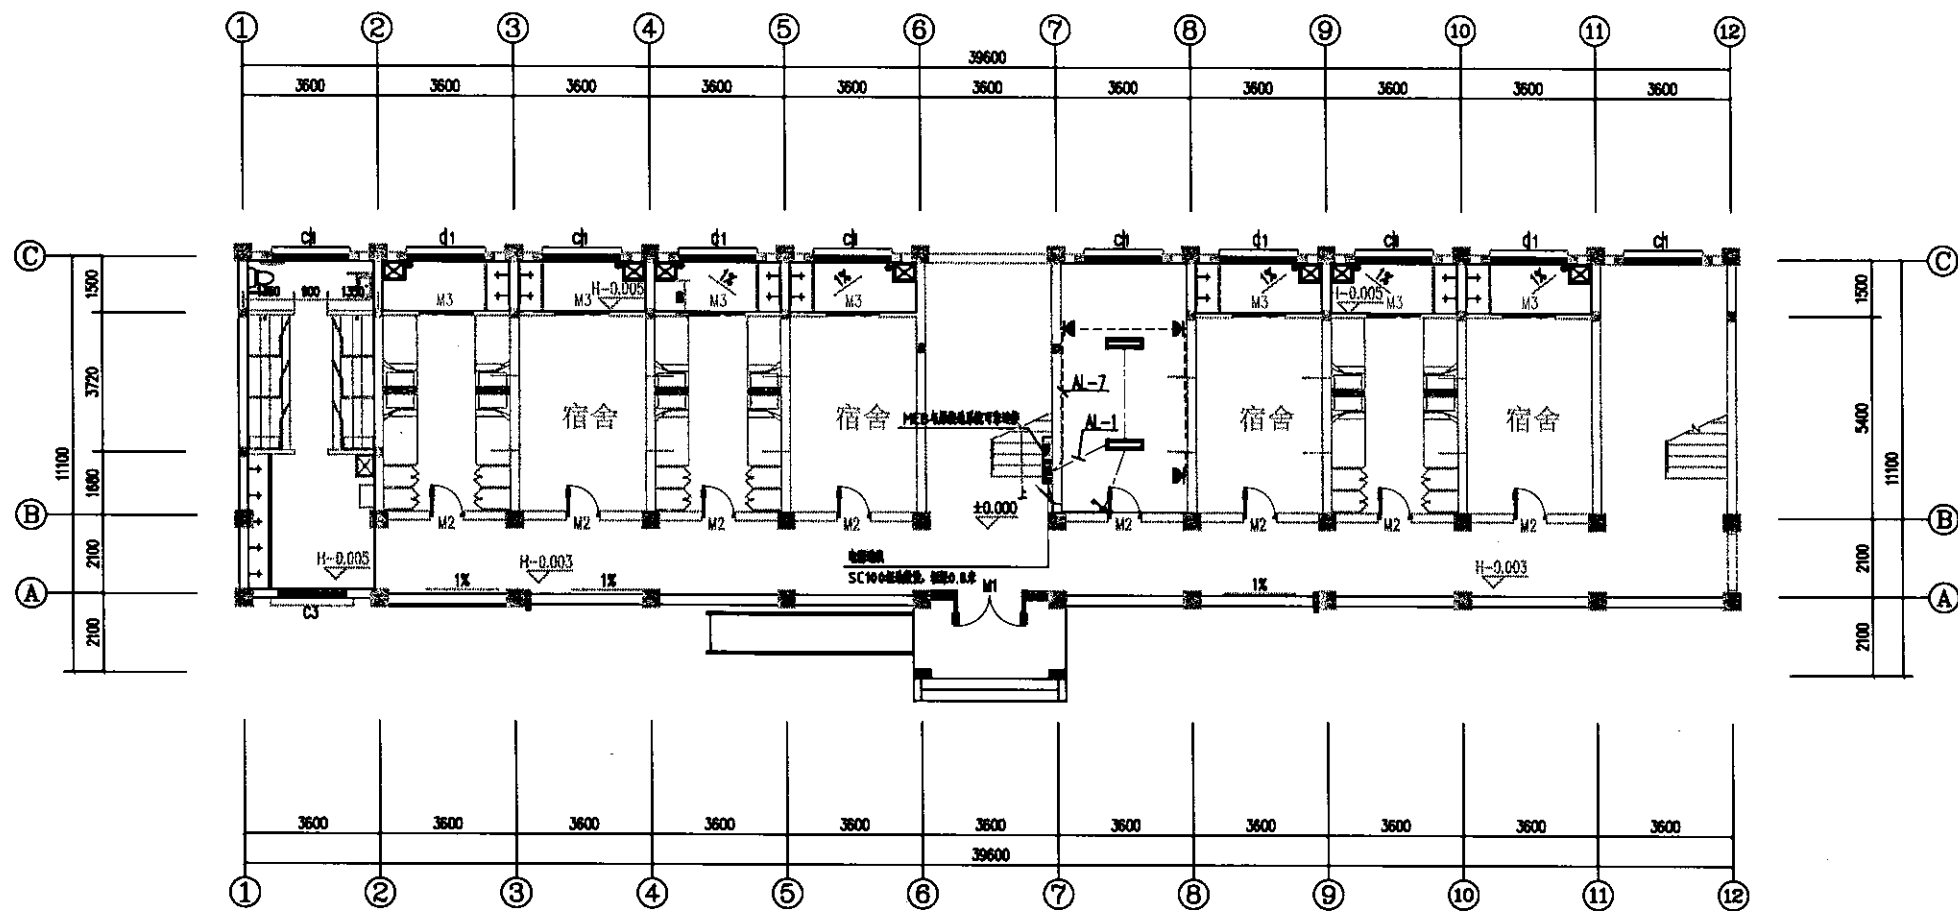 1 2 3 4 5 6 7 8 9 10 11 12
39600
3600 3600 3600 3600 3600 3600 3600 3600 3600 3600 3600
C1 C1 C1 C1 C1 C1 C1 C1 C1 C1
C C
1500 900 1500
M3 M3 M3 M3 M3 M3 M3
H-0.005
1% 1% 1% 1% 1%
3720 5400
AL-7
宿舍 宿舍 宿舍 宿舍
AL-1
11100 11100
1680
±0.000
B B
M2 M2 M2 M2 M2 M2 M2 M2
H-0.005 H-0.003 H-0.003
2100 2100
1% 1% 1%
M1
A A
C3
2100 2100
3600 3600 3600 3600 3600 3600 3600 3600 3600 3600 3600
39600
1 2 3 4 5 6 7 8 9 10 11 12